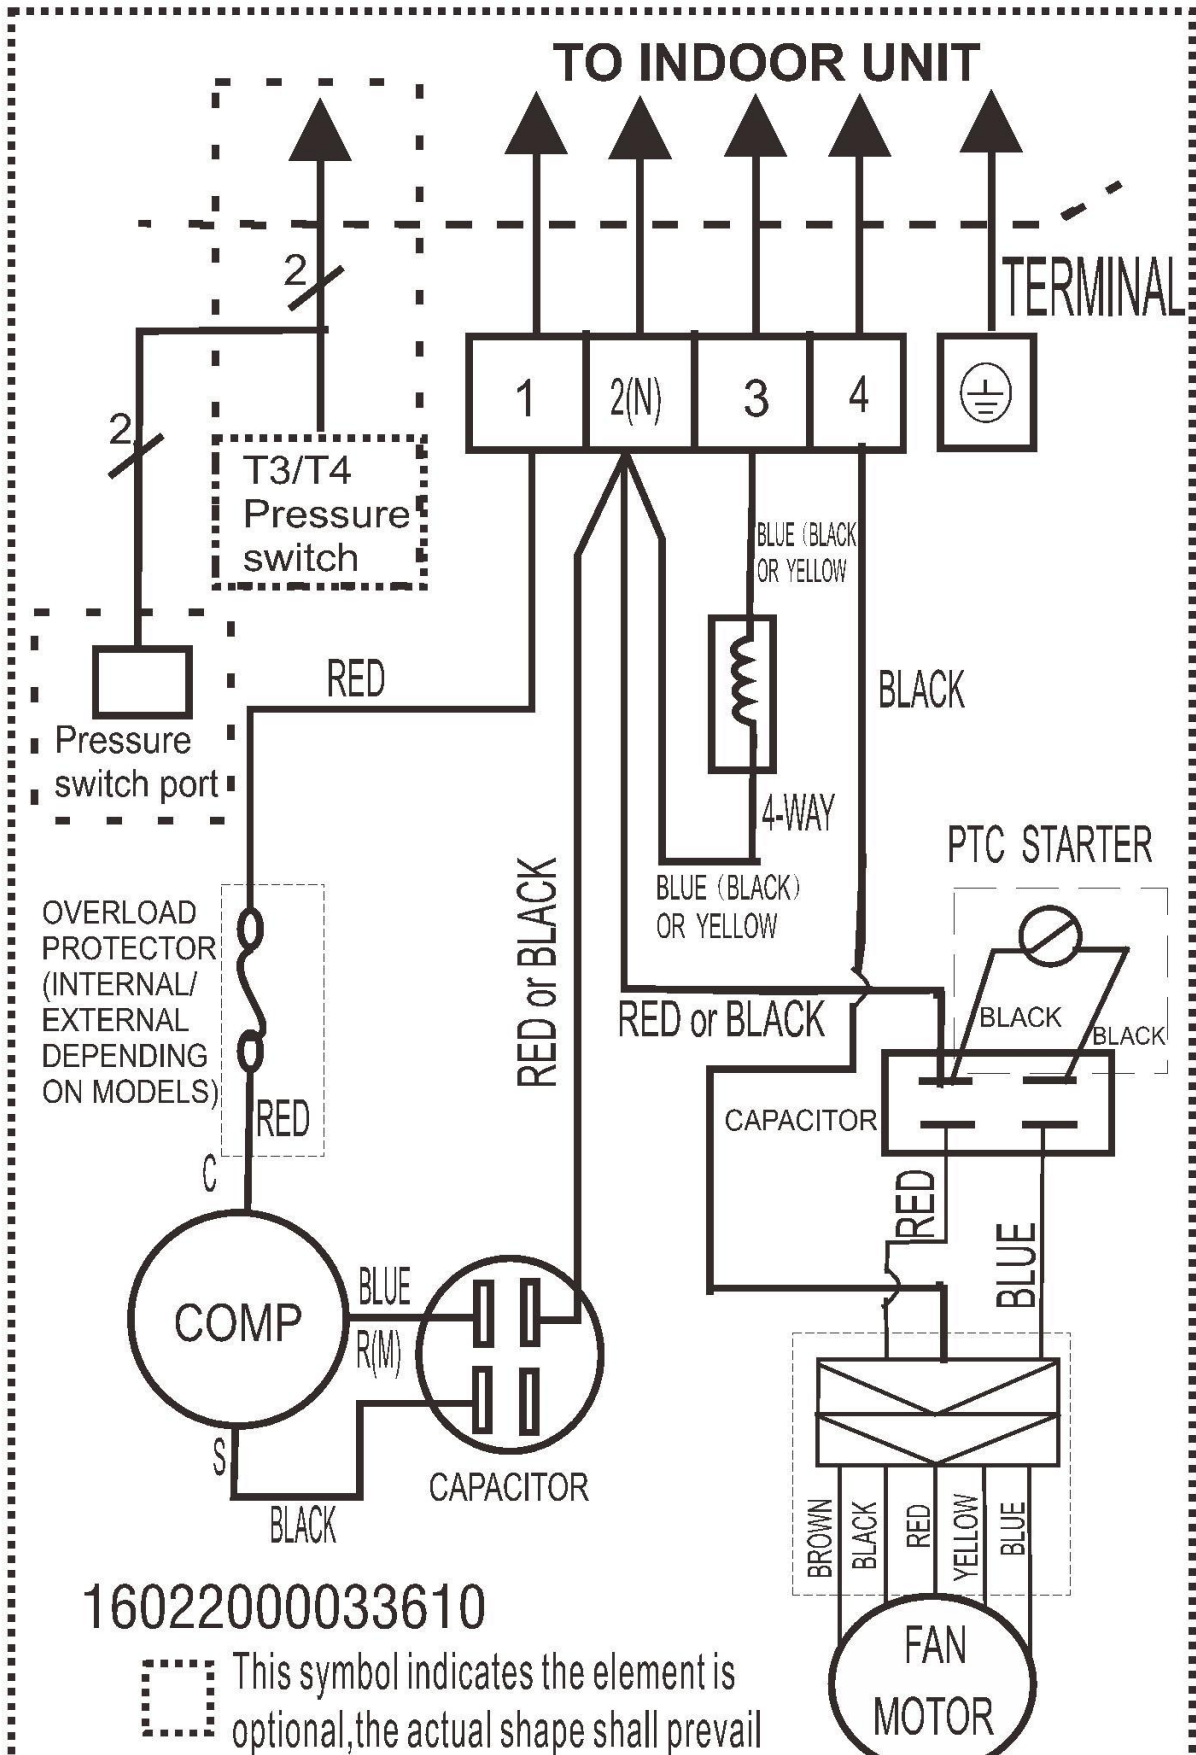 TO INDOOR UNIT
2
TERMINAL
1
2(N)
3
4
2
T3/T4
Pressure
switch
BLUE (BLACK
OR YELLOW
RED
BLACK
Pressure
switch port
4-WAY
PTC STARTER
BLUE (BLACK)
OR YELLOW
OVERLOAD
PROTECTOR
(INTERNAL/
EXTERNAL
DEPENDING
ON MODELS)
RED or BLACK
RED or BLACK
BLACK
BLACK
RED
CAPACITOR
C
RED
BLUE
COMP
BLUE
R(M)
S
CAPACITOR
BLACK
BROWN
BLACK
RED
YELLOW
BLUE
16022000033610
FAN
MOTOR
This symbol indicates the element is
optional,the actual shape shall prevail